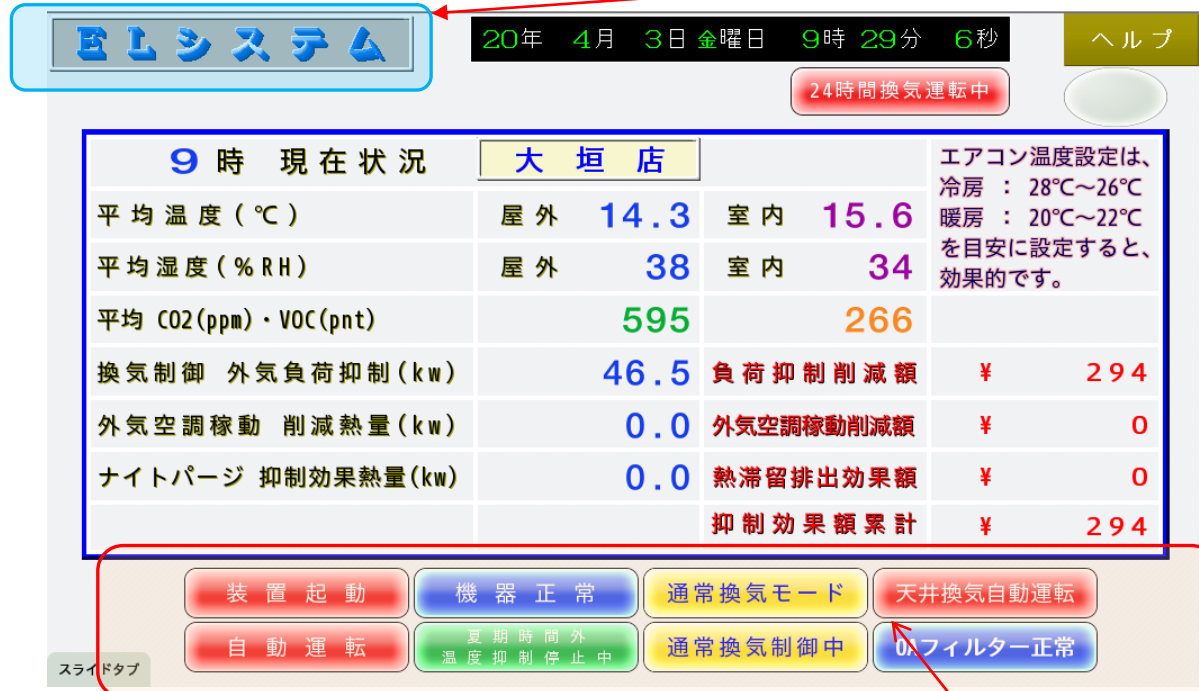 ELシステム 20年 4月 3日金曜日 9時29分 6秒 ヘルプ
24時間換気運転中
9時 現在状況 大垣店
エアコン温度設定は、
冷房 : 28℃~26℃
暖房 : 20℃~22℃
を目安に設定すると、
効果的です。
平均温度(℃) 屋外 14.3 室内 15.6
平均湿度(%RH) 屋外 38 室内 34
平均 CO2(ppm)・VOC(pnt) 595 266
換気制御 外気負荷抑制(kw) 46.5 負荷抑制削減額 ¥ 294
外気空調稼動 削減熱量(kw) 0.0 外気空調稼動削減額 ¥ 0
ナイトパージ 抑制効果熱量(kw) 0.0 熱滞留排出効果額 ¥ 0
抑制効果額累計 ¥ 294
装置起動 機器正常 通常換気モード 天井換気自動運転
自動運転 夏期時間外 通常換気制御中 OAフィルター正常
温度抑制停止中
スライドタブ